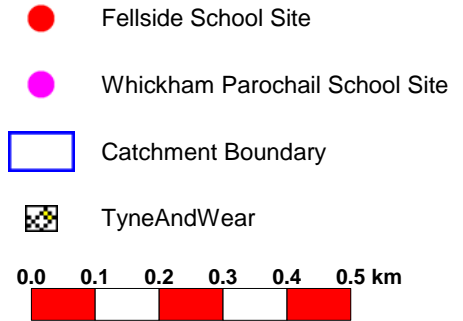 Fellside School Site
Whickham Parochail School Site
Catchment Boundary
TyneAndWear
0.0 0.1 0.2 0.3 0.4 0.5 km